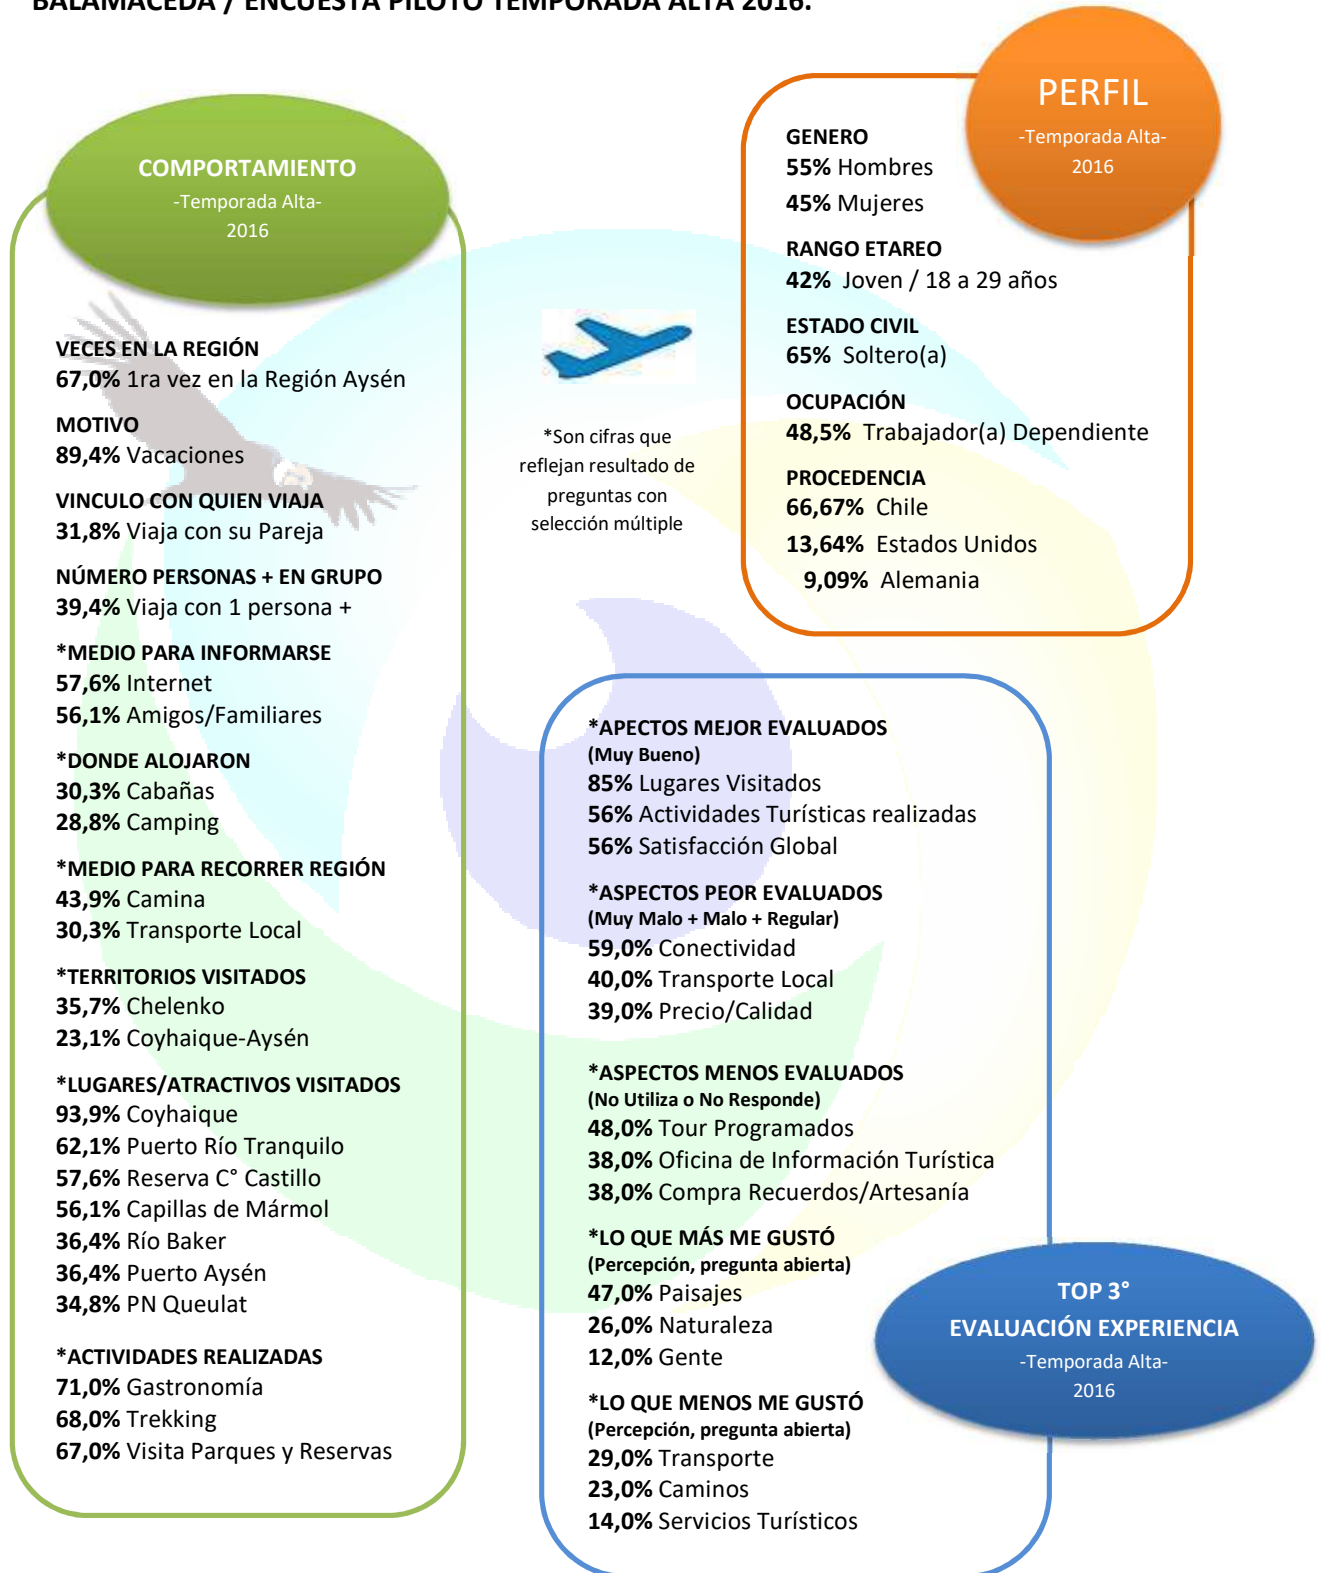 BALAMACEDA / ENCUESTA PILOTO TEMPORADA ALTA 2016.
COMPORTAMIENTO
-Temporada Alta-
2016
VECES EN LA REGIÓN
67,0% 1ra vez en la Región Aysén
MOTIVO
89,4% Vacaciones
VINCULO CON QUIEN VIAJA
31,8% Viaja con su Pareja
NÚMERO PERSONAS + EN GRUPO
39,4% Viaja con 1 persona +
*MEDIO PARA INFORMARSE
57,6% Internet
56,1% Amigos/Familiares
*DONDE ALOJARON
30,3% Cabañas
28,8% Camping
*MEDIO PARA RECORRER REGIÓN
43,9% Camina
30,3% Transporte Local
*TERRITORIOS VISITADOS
35,7% Chelenko
23,1% Coyhaique-Aysén
*LUGARES/ATRACTIVOS VISITADOS
93,9% Coyhaique
62,1% Puerto Río Tranquilo
57,6% Reserva C° Castillo
56,1% Capillas de Mármol
36,4% Río Baker
36,4% Puerto Aysén
34,8% PN Queulat
*ACTIVIDADES REALIZADAS
71,0% Gastronomía
68,0% Trekking
67,0% Visita Parques y Reservas
*Son cifras que
reflejan resultado de
preguntas con
selección múltiple
PERFIL
-Temporada Alta-
2016
GENERO
55% Hombres
45% Mujeres
RANGO ETAREO
42% Joven / 18 a 29 años
ESTADO CIVIL
65% Soltero(a)
OCUPACIÓN
48,5% Trabajador(a) Dependiente
PROCEDENCIA
66,67% Chile
13,64% Estados Unidos
9,09% Alemania
*APECTOS MEJOR EVALUADOS
(Muy Bueno)
85% Lugares Visitados
56% Actividades Turísticas realizadas
56% Satisfacción Global
*ASPECTOS PEOR EVALUADOS
(Muy Malo + Malo + Regular)
59,0% Conectividad
40,0% Transporte Local
39,0% Precio/Calidad
*ASPECTOS MENOS EVALUADOS
(No Utiliza o No Responde)
48,0% Tour Programados
38,0% Oficina de Información Turística
38,0% Compra Recuerdos/Artesanía
*LO QUE MÁS ME GUSTÓ
(Percepción, pregunta abierta)
47,0% Paisajes
26,0% Naturaleza
12,0% Gente
*LO QUE MENOS ME GUSTÓ
(Percepción, pregunta abierta)
29,0% Transporte
23,0% Caminos
14,0% Servicios Turísticos
TOP 3°
EVALUACIÓN EXPERIENCIA
-Temporada Alta-
2016